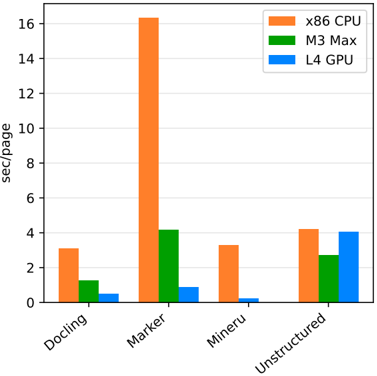 sec/page
16
14
12
10
8
6
4
2
0
x86 CPU
M3 Max
L4 GPU
Docling
Marker
Mineru
Unstructured